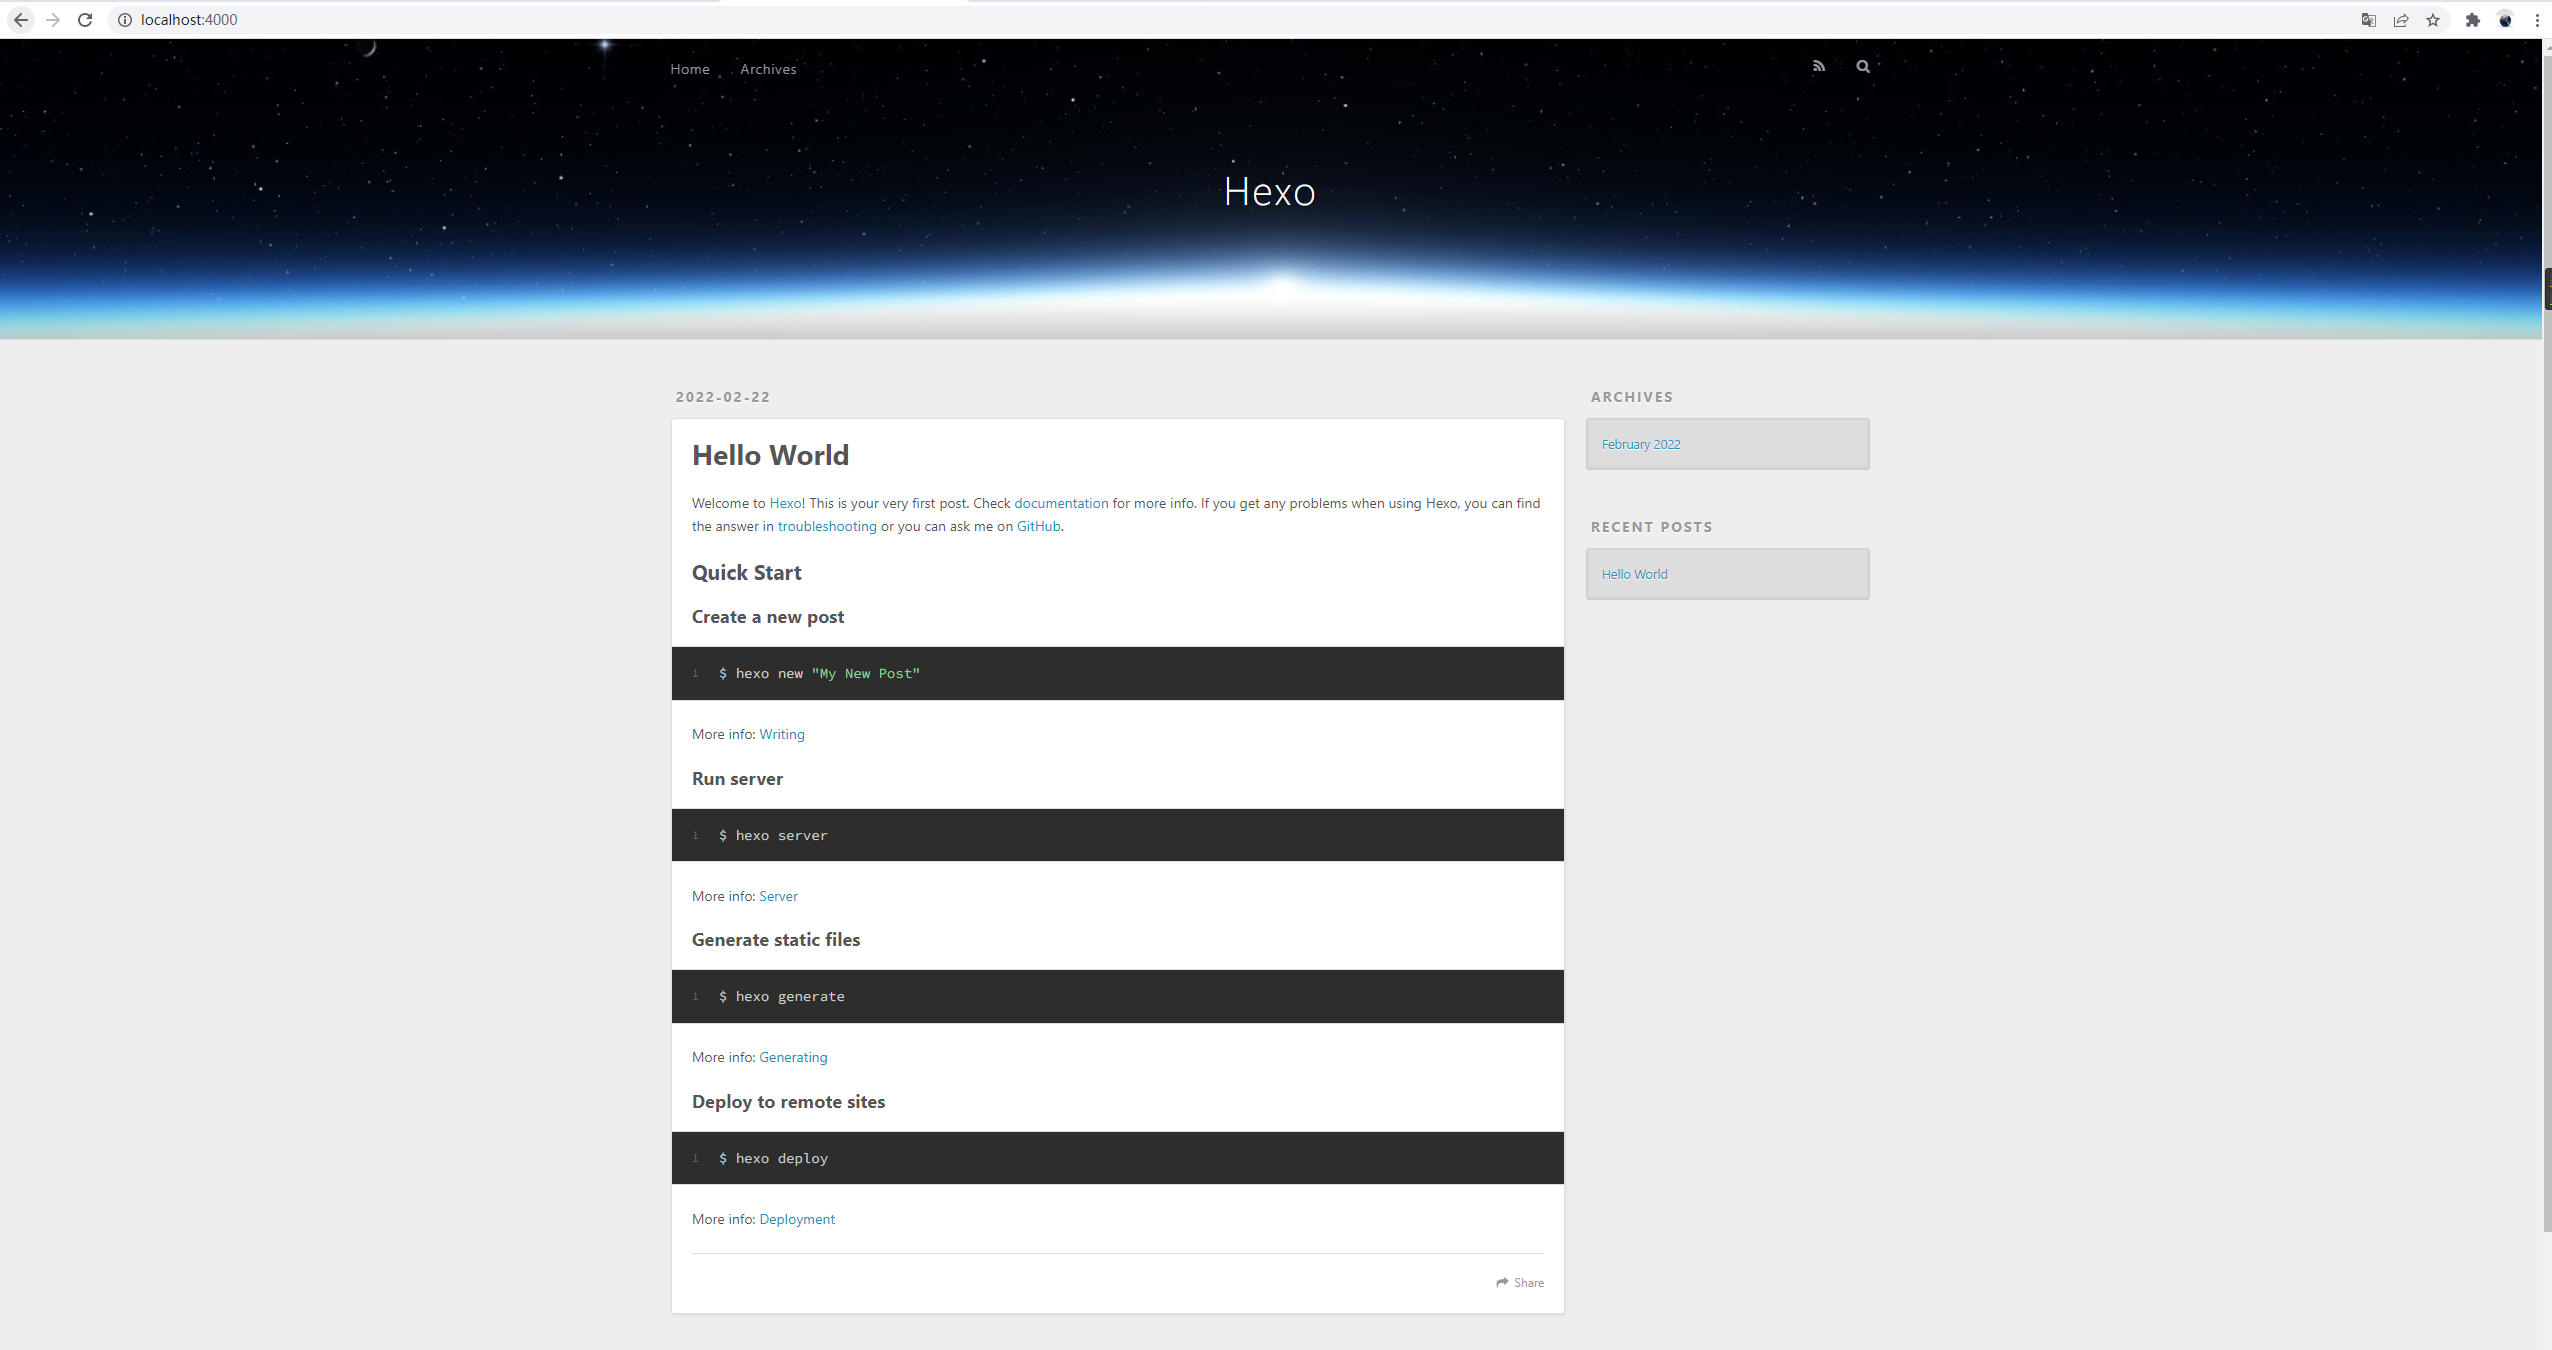 localhost:4000
Home Archives
Hexo
2022-02-22
Hello World
Welcome to Hexo! This is your very first post. Check documentation for more info. If you get any problems when using Hexo, you can find
the answer in troubleshooting or you can ask me on GitHub.
Quick Start
Create a new post
1 $ hexo new "My New Post"
More info: Writing
Run server
1 $ hexo server
More info: Server
Generate static files
1 $ hexo generate
More info: Generating
Deploy to remote sites
1 $ hexo deploy
More info: Deployment
Share
ARCHIVES
February 2022
RECENT POSTS
Hello World